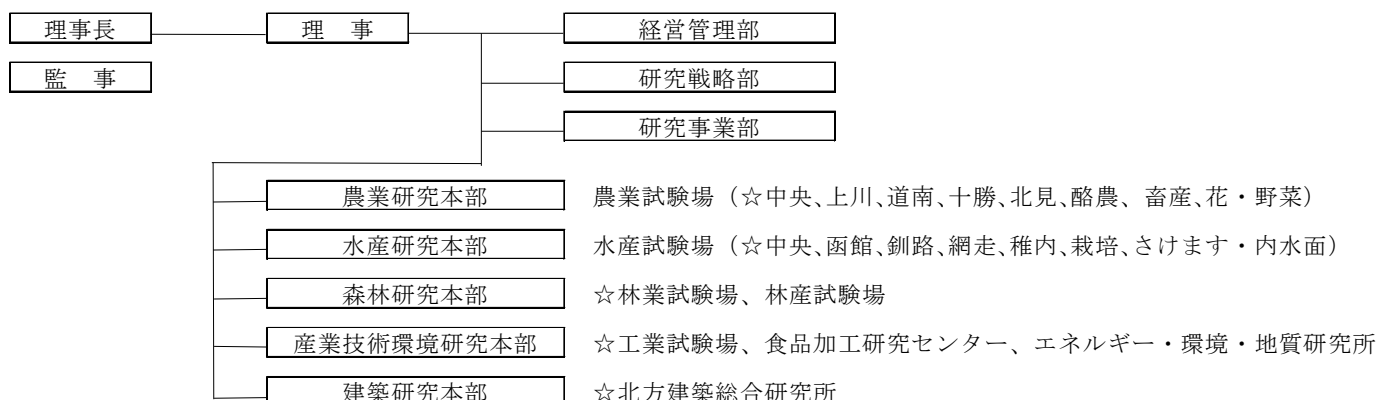 理事長 理 事 経営管理部
監 事 研究戦略部
研究事業部
農業研究本部 農業試験場(☆中央、上川、道南、十勝、北見、酪農、畜産、花・野菜)
水産研究本部 水産試験場(☆中央、函館、釧路、網走、稚内、栽培、さけます・内水面)
森林研究本部 ☆林業試験場、林産試験場
産業技術環境研究本部 ☆工業試験場、食品加工研究センター、エネルギー・環境・地質研究所
建築研究本部 ☆北方建築総合研究所